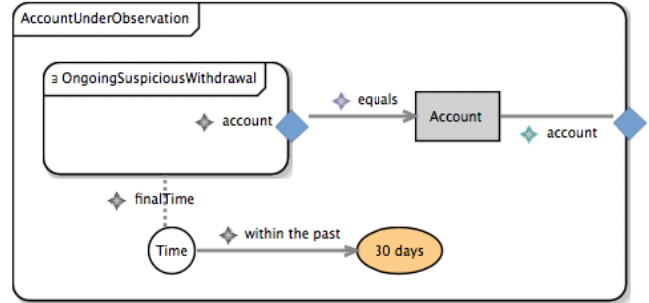 AccountUnderObservation
∃ OngoingSuspiciousWithdrawal
account
equals
Account
account
finalTime
Time
within the past
30 days